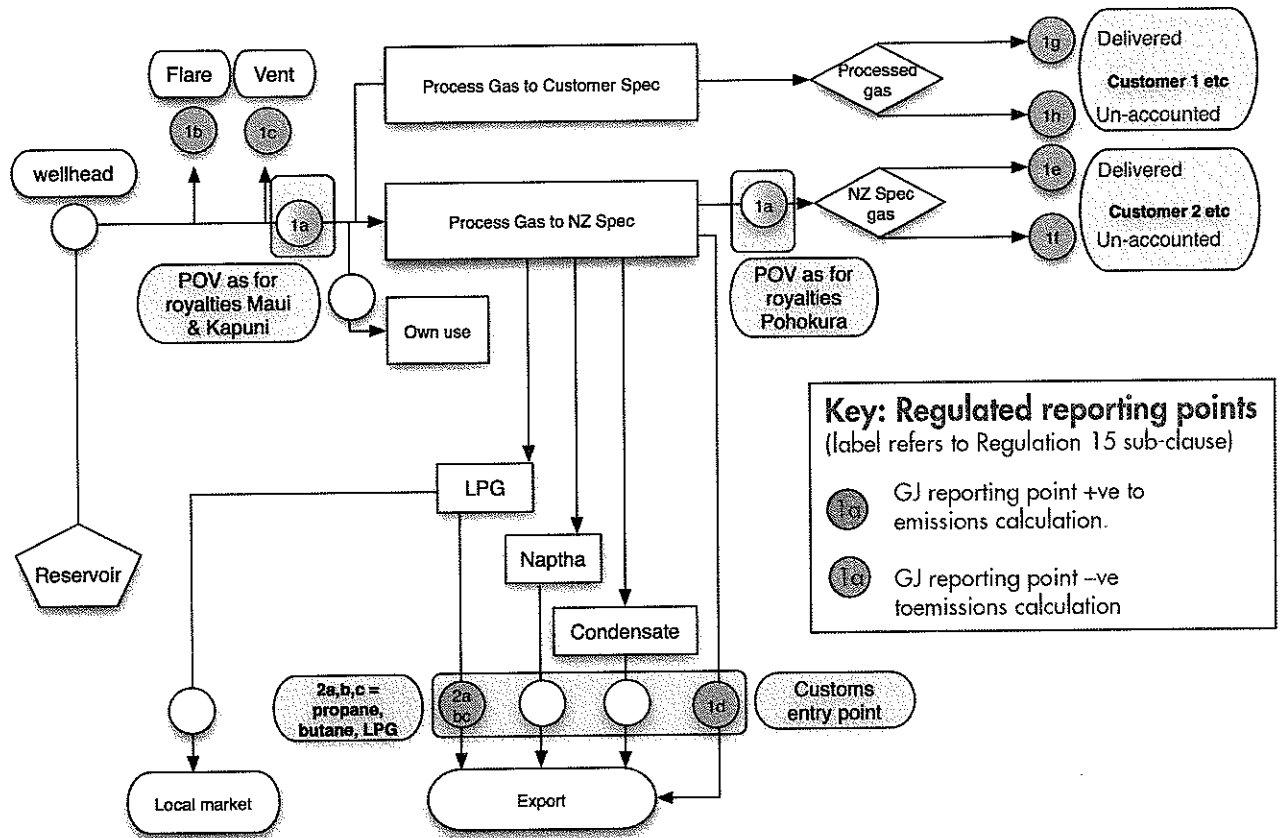 Flare
Vent
Process Gas to Customer Spec
Processed
gas
1g
Delivered
Customer 1 etc
1h
Un-accounted
1b
1c
wellhead
1a
Process Gas to NZ Spec
1a
NZ Spec
gas
1e
Delivered
Customer 2 etc
1f
Un-accounted
POV as for
royalties Maui
& Kapuni
Own use
POV as for
royalties
Pohokura
Key: Regulated reporting points
(label refers to Regulation 15 sub-clause)
1a
GJ reporting point +ve to
emissions calculation.
1a
GJ reporting point –ve
toemissions calculation
LPG
Naptha
Condensate
Reservoir
2a,b,c =
propane,
butane, LPG
2a
bc
1d
Customs
entry point
Local market
Export